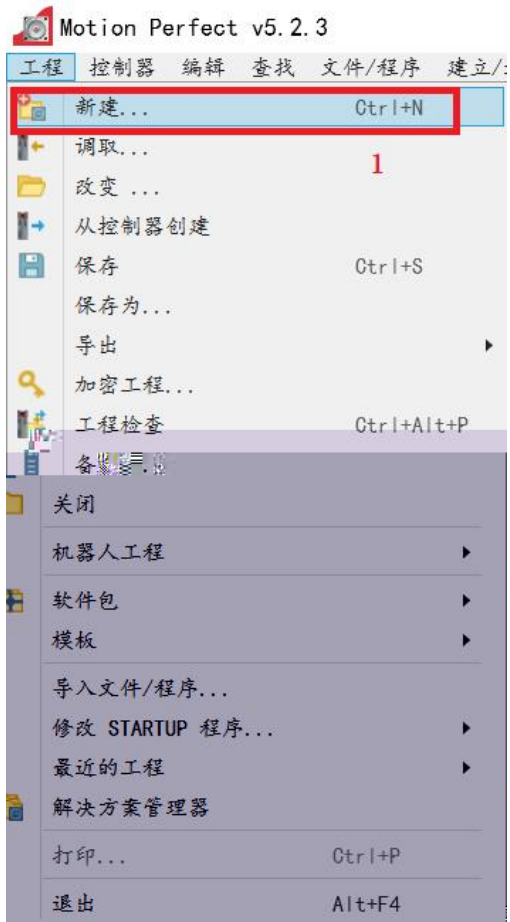 Motion Perfect v5.2.3
工程 控制器 编辑 查找 文件/程序 建立/
新建... Ctrl+N
1
调取...
改变 ...
从控制器创建
保存 Ctrl+S
保存为...
导出
加密工程...
工程检查 Ctrl+Alt+P
备
关闭
机器人工程
软件包
模板
导入文件/程序...
修改 STARTUP 程序...
最近的工程
解决方案管理器
打印... Ctrl+P
退出 Alt+F4